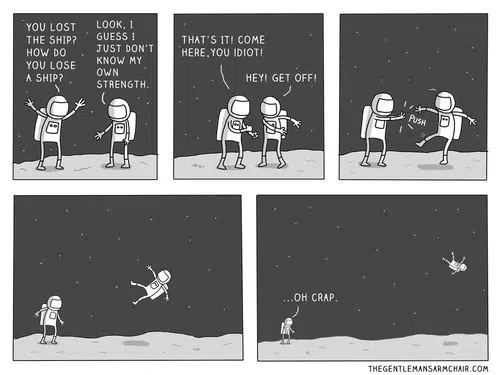 YOU LOST
THE SHIP?
HOW DO
YOU LOSE
A SHIP?
LOOK, I
GUESS I
JUST DON'T
KNOW MY
OWN
STRENGTH.
THAT'S IT! COME
HERE, YOU IDIOT!
HEY! GET OFF!
PUSH
...OH CRAP.
THEGENTLEMANSARMCHAIR.COM